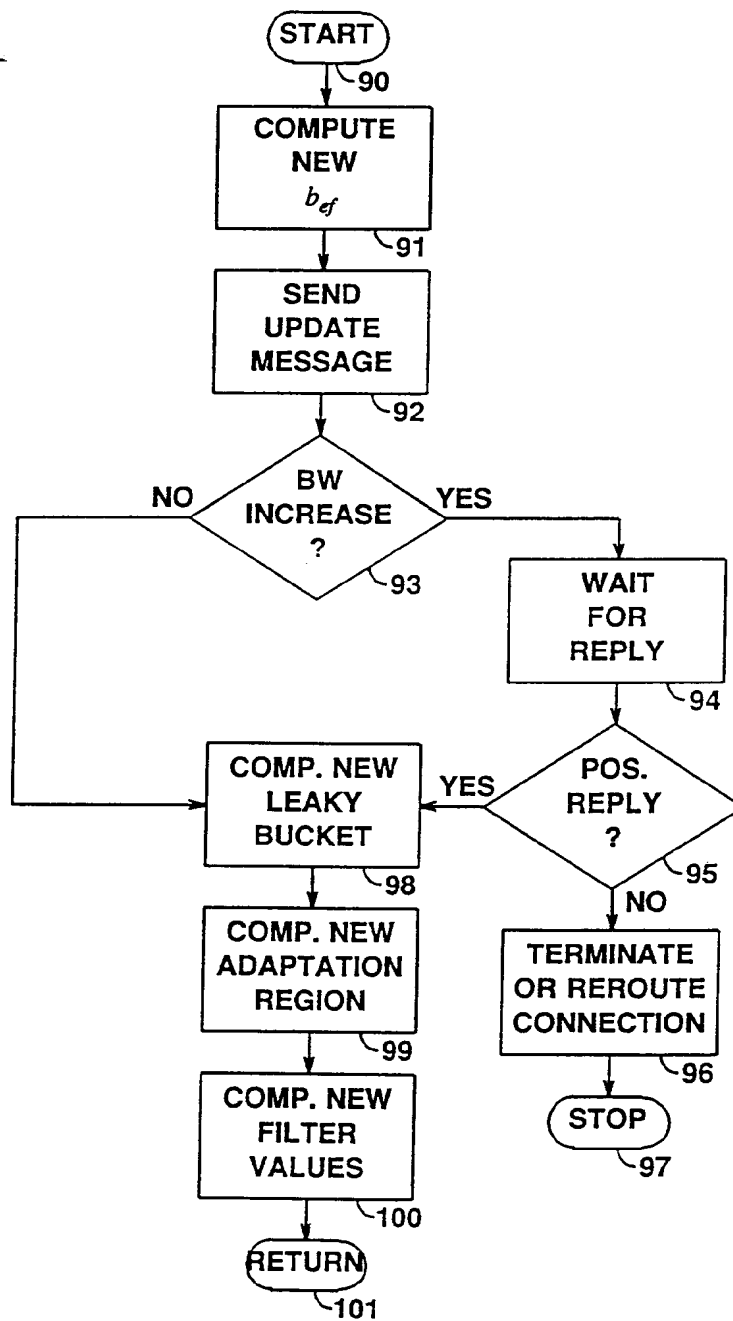 START
90
COMPUTE
NEW
b_ef
91
SEND
UPDATE
MESSAGE
92
BW
INCREASE
?
93
NO
YES
WAIT
FOR
REPLY
94
POS.
REPLY
?
95
YES
NO
COMP. NEW
LEAKY
BUCKET
98
COMP. NEW
ADAPTATION
REGION
99
TERMINATE
OR REROUTE
CONNECTION
96
COMP. NEW
FILTER
VALUES
100
STOP
97
RETURN
101